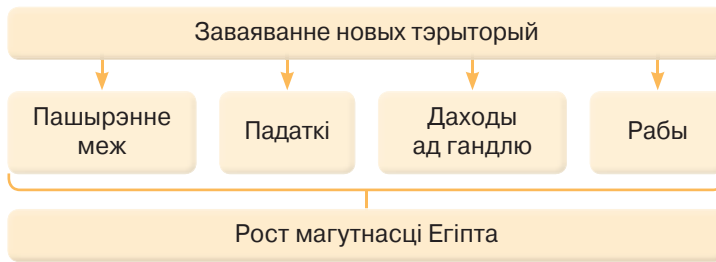 Заваяванне новых тэрыторый
Пашырэнне
меж
Падаткі
Даходы
ад гандлю
Рабы
Рост магутнасці Егіпта